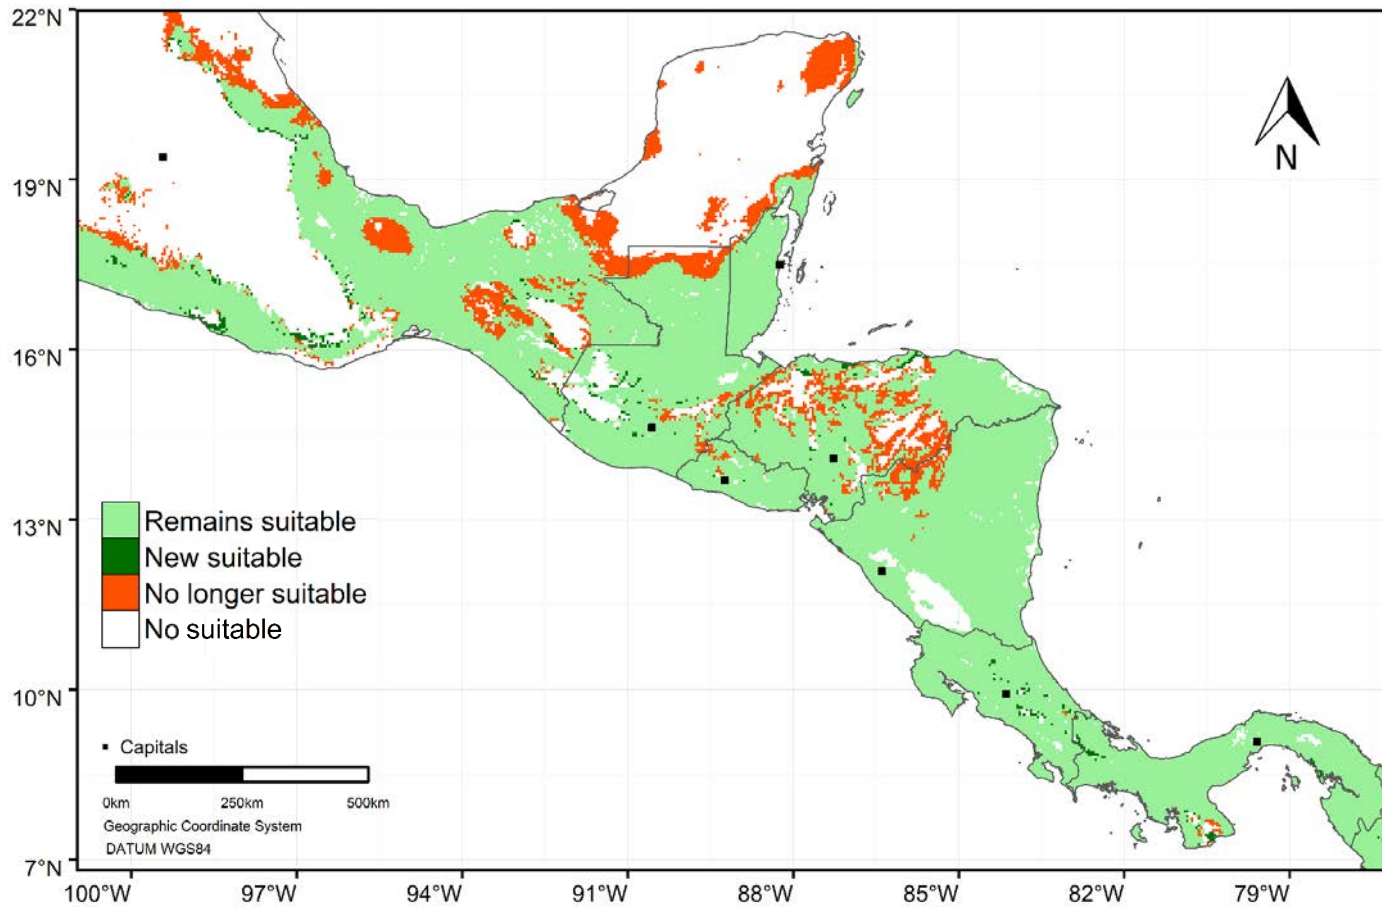 22°N
19°N
16°N
13°N
10°N
7°N
N
Remains suitable
New suitable
No longer suitable
No suitable
Capitals
0km 250km 500km
Geographic Coordinate System
DATUM WGS84
100°W 97°W 94°W 91°W 88°W 85°W 82°W 79°W